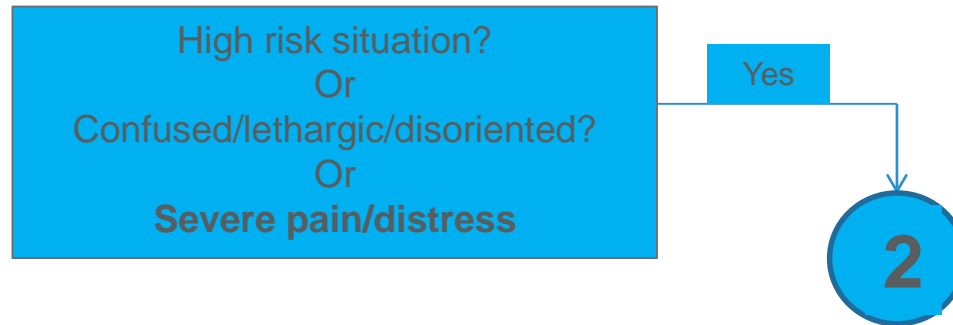 High risk situation?
Or
Confused/lethargic/disoriented?
Or
Severe pain/distress
Yes
2